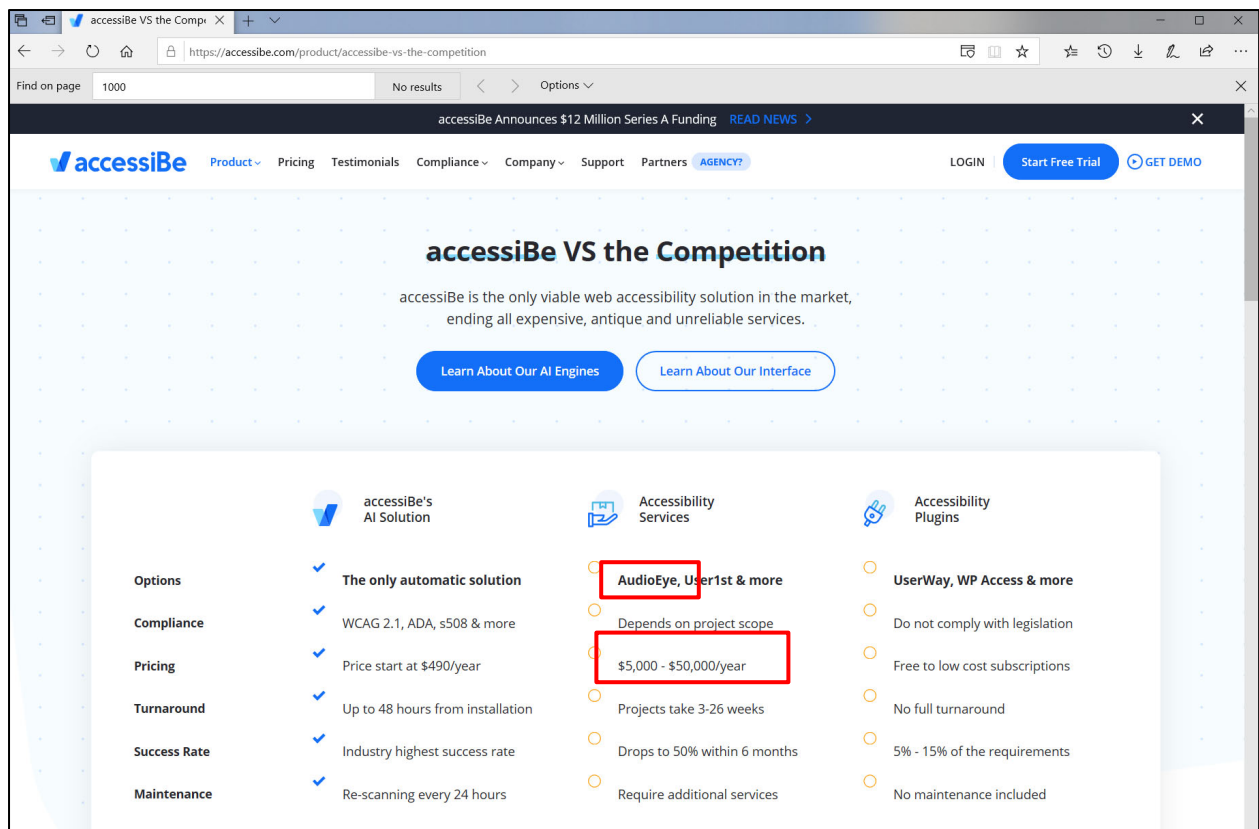 accessiBe VS the Compe
https://accessibe.com/product/accessibe-vs-the-competition
Find on page 1000 No results Options
accessiBe Announces $12 Million Series A Funding READ NEWS >
accessiBe Product Pricing Testimonials Compliance Company Support Partners AGENCY? LOGIN Start Free Trial GET DEMO
accessiBe VS the Competition
accessiBe is the only viable web accessibility solution in the market,
ending all expensive, antique and unreliable services.
Learn About Our AI Engines Learn About Our Interface
accessiBe's Accessibility Accessibility
AI Solution Services Plugins
Options The only automatic solution AudioEye, User1st & more UserWay, WP Access & more
Compliance WCAG 2.1, ADA, s508 & more Depends on project scope Do not comply with legislation
Pricing Price start at $490/year $5,000 - $50,000/year Free to low cost subscriptions
Turnaround Up to 48 hours from installation Projects take 3-26 weeks No full turnaround
Success Rate Industry highest success rate Drops to 50% within 6 months 5% - 15% of the requirements
Maintenance Re-scanning every 24 hours Require additional services No maintenance included